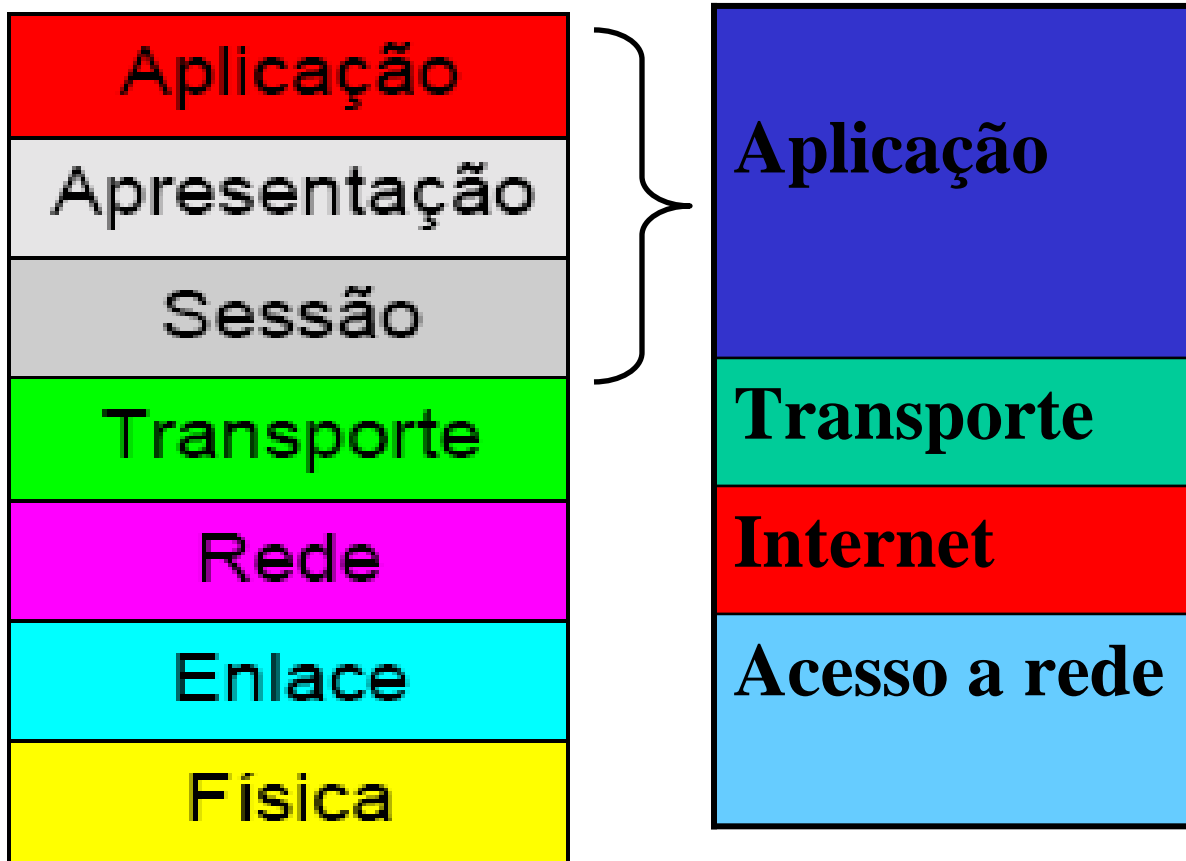 Aplicação
Apresentação
Sessão
Transporte
Rede
Enlace
Física
Aplicação
Transporte
Internet
Acesso a rede